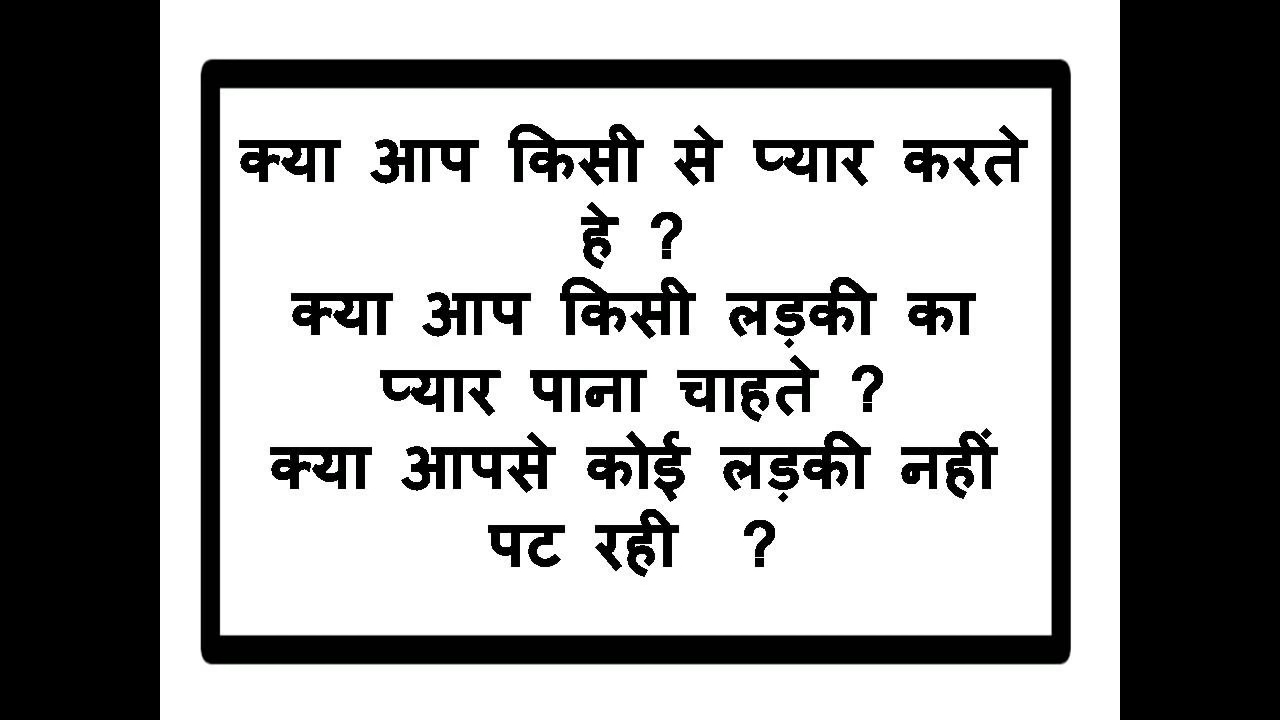 क्या आप किसी से प्यार करते
हे ?
क्या आप किसी लड़की का
प्यार पाना चाहते ?
क्या आपसे कोई लड़की नहीं
पट रही ?